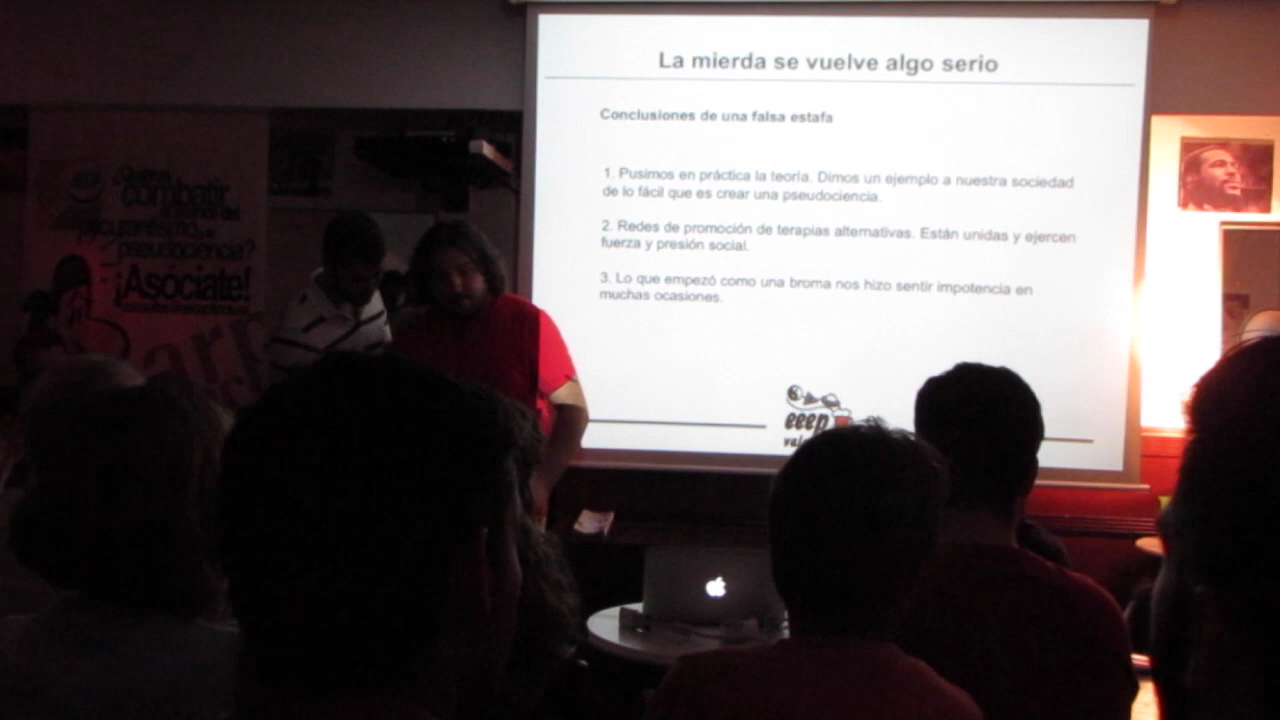 La mierda se vuelve algo serio
Conclusiones de una falsa estafa
1. Pusimos en práctica la teoría. Dimos un ejemplo a nuestra sociedad
de lo fácil que es crear una pseudociencia.
2. Redes de promoción de terapias alternativas. Están unidas y ejercen
fuerza y presión social.
3. Lo que empezó como una broma nos hizo sentir impotencia en
muchas ocasiones.
eeep
combatir
pseudociencia?
¡Asóciate!